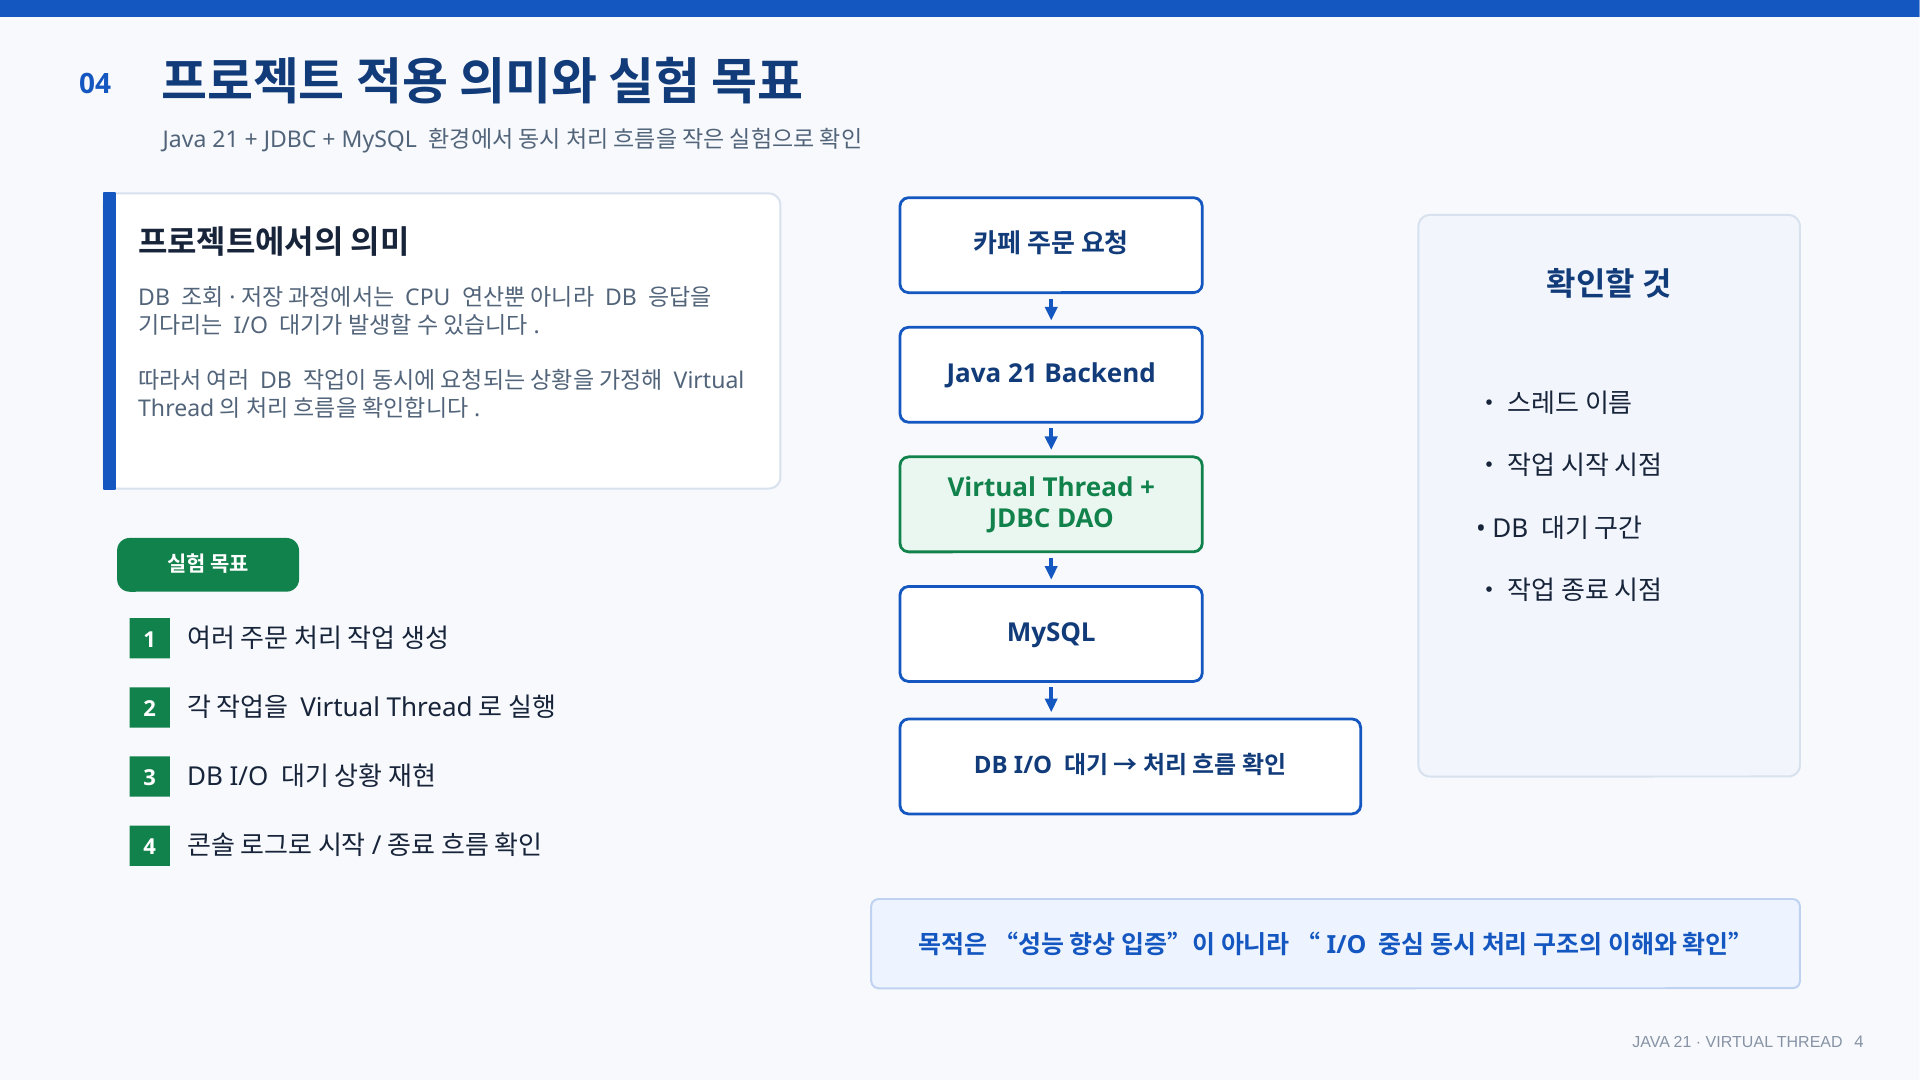 04
프로젝트 적용 의미와 실험 목표
Java 21 + JDBC + MySQL 환경에서 동시 처리 흐름을 작은 실험으로 확인
프로젝트에서의 의미
DB 조회 · 저장 과정에서는 CPU 연산뿐 아니라 DB 응답을
기다리는 I/O 대기가 발생할 수 있습니다 .
따라서 여러 DB 작업이 동시에 요청되는 상황을 가정해 Virtual
Thread 의 처리 흐름을 확인합니다 .
실험 목표
1 여러 주문 처리 작업 생성
2 각 작업을 Virtual Thread 로 실행
3 DB I/O 대기 상황 재현
4 콘솔 로그로 시작 / 종료 흐름 확인
카페 주문 요청
Java 21 Backend
Virtual Thread +
JDBC DAO
MySQL
DB I/O 대기 → 처리 흐름 확인
확인할 것
• 스레드 이름
• 작업 시작 시점
• DB 대기 구간
• 작업 종료 시점
목적은 “성능 향상 입증” 이 아니라 “ I/O 중심 동시 처리 구조의 이해와 확인”
JAVA 21 · VIRTUAL THREAD 4